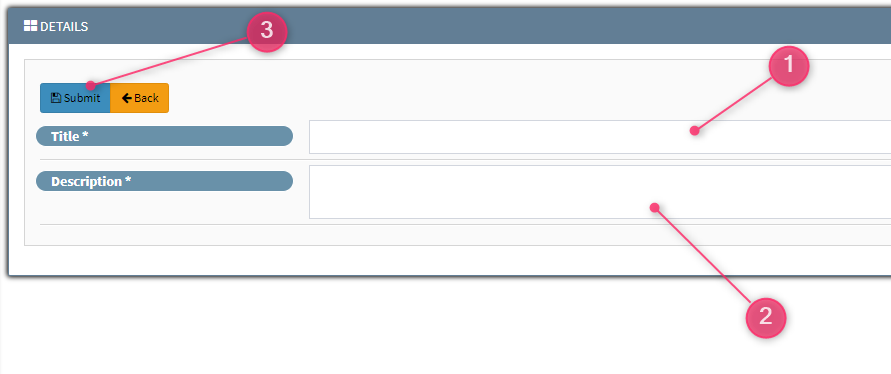 DETAILS
3
1
Submit
Back
Title *
Description *
2